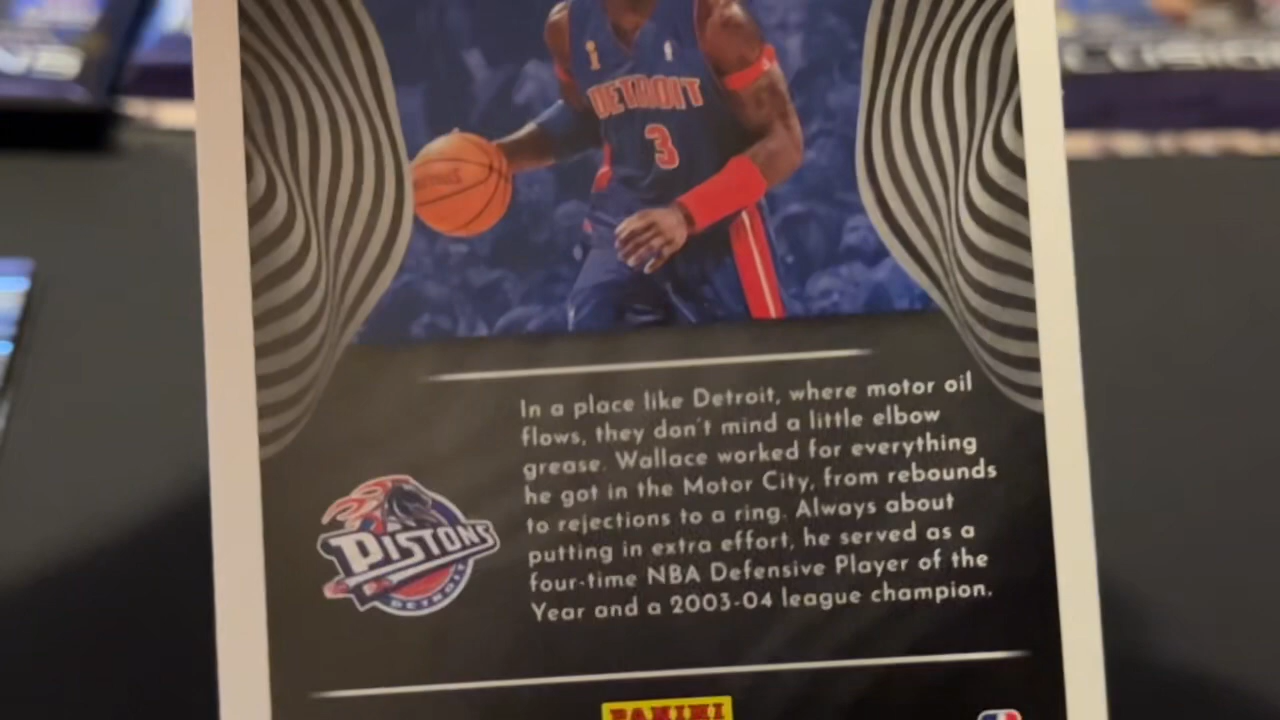 DETROIT
3
In a place like Detroit, where motor oil
flows, they don't mind a little elbow
grease. Wallace worked for everything
he got in the Motor City, from rebounds
to rejections to a ring. Always about
putting in extra effort, he served as a
four-time NBA Defensive Player of the
Year and a 2003-04 league champion.
PISTONS
DETROIT
PANINI